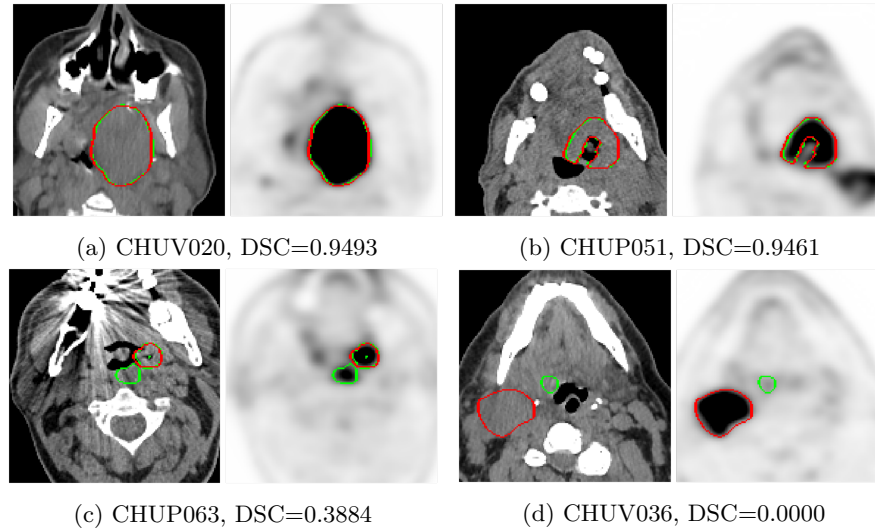 (a) CHUV020, DSC=0.9493
(b) CHUP051, DSC=0.9461
(c) CHUP063, DSC=0.3884
(d) CHUV036, DSC=0.0000